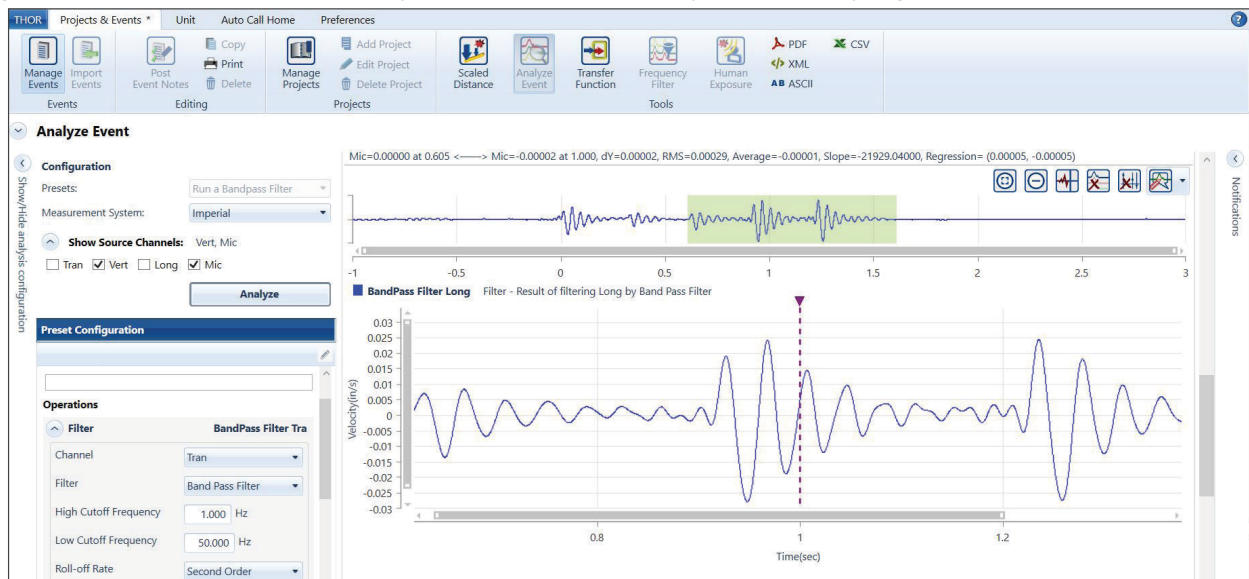 THOR Projects & Events * Unit Auto Call Home Preferences
Manage Events
Import Events
Events
Post Event Notes
Copy
Print
Delete
Editing
Manage Projects
Add Project
Edit Project
Delete Project
Projects
Scaled Distance
Analyze Event
Transfer Function
Frequency Filter
Human Exposure
PDF
XML
AB ASCII
CSV
Tools
Analyze Event
Show/Hide analysis configuration
Configuration
Presets: Run a Bandpass Filter
Measurement System: Imperial
Show Source Channels: Vert, Mic
Tran Vert Long Mic
Analyze
Preset Configuration
Operations
Filter BandPass Filter Tra
Channel Tran
Filter Band Pass Filter
High Cutoff Frequency 1.000 Hz
Low Cutoff Frequency 50.000 Hz
Roll-off Rate Second Order
Mic=0.00000 at 0.605 <——> Mic=-0.00002 at 1.000, dY=0.00002, RMS=0.00029, Average=-0.00001, Slope=-21929.04000, Regression= (0.00005, -0.00005)
-1 -0.5 0 0.5 1 1.5 2 2.5 3
BandPass Filter Long Filter - Result of filtering Long by Band Pass Filter
Velocity(in/s)
0.03
0.025
0.02
0.015
0.01
0.005
0
-0.005
-0.01
-0.015
-0.02
-0.025
-0.03
0.8 1 1.2
Time(sec)
Notifications